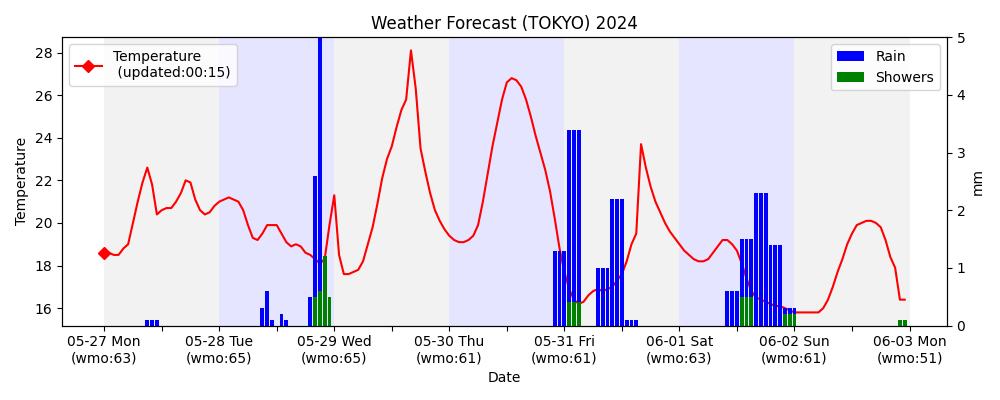 Weather Forecast (TOKYO) 2024
Temperature
(updated:00:15)
Rain
Showers
28
26
24
22
20
18
16
Temperature
5
4
3
2
1
0
mm
05-27 Mon
(wmo:63)
05-28 Tue
(wmo:65)
05-29 Wed
(wmo:65)
05-30 Thu
(wmo:61)
05-31 Fri
(wmo:61)
06-01 Sat
(wmo:63)
06-02 Sun
(wmo:61)
06-03 Mon
(wmo:51)
Date